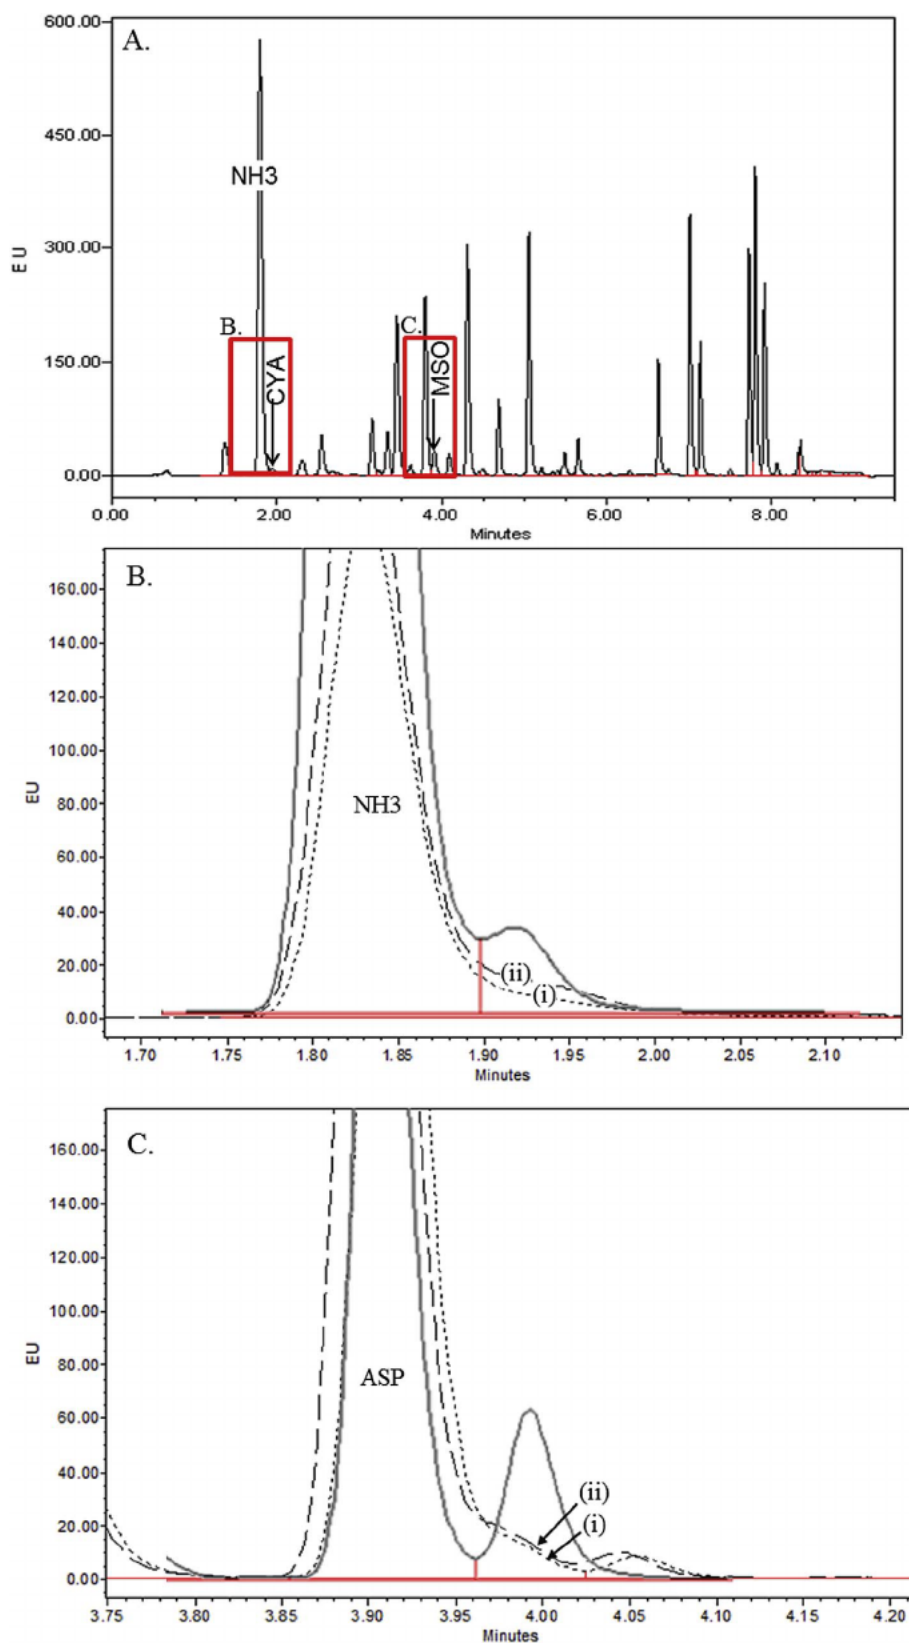 A.
600.00
450.00
300.00
150.00
0.00
EU
NH3
B.
CYA
C.
MSO
0.00 2.00 4.00 6.00 8.00
Minutes
B.
160.00
140.00
120.00
100.00
80.00
60.00
40.00
20.00
0.00
EU
NH3
(ii)
(i)
1.70 1.75 1.80 1.85 1.90 1.95 2.00 2.05 2.10
Minutes
C.
160.00
140.00
120.00
100.00
80.00
60.00
40.00
20.00
0.00
EU
ASP
(ii)
(i)
3.75 3.80 3.85 3.90 3.95 4.00 4.05 4.10 4.15 4.20
Minutes